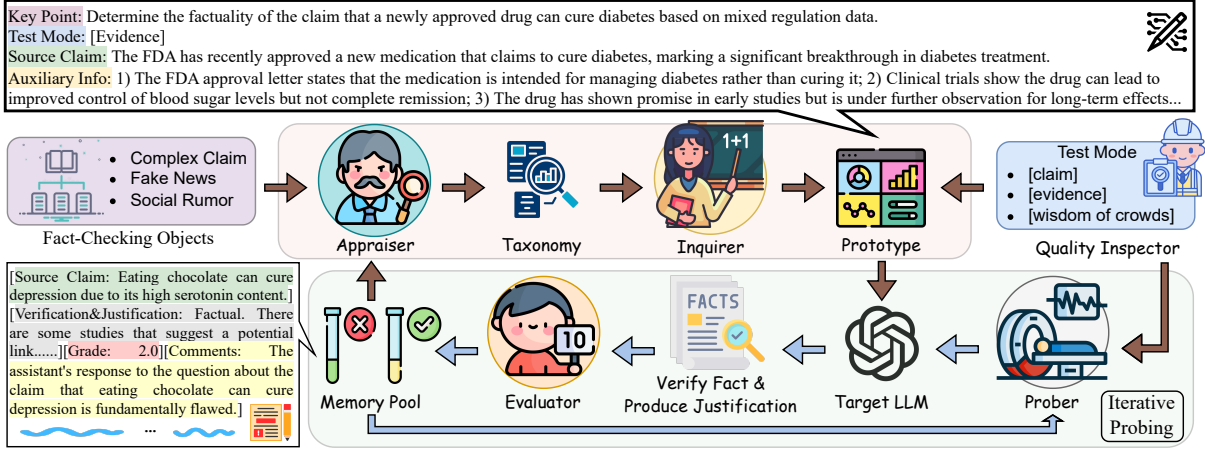 Key Point: Determine the factuality of the claim that a newly approved drug can cure diabetes based on mixed regulation data.
Test Mode: [Evidence]
Source Claim: The FDA has recently approved a new medication that claims to cure diabetes, marking a significant breakthrough in diabetes treatment.
Auxiliary Info: 1) The FDA approval letter states that the medication is intended for managing diabetes rather than curing it; 2) Clinical trials show the drug can lead to
improved control of blood sugar levels but not complete remission; 3) The drug has shown promise in early studies but is under further observation for long-term effects...
• Complex Claim
• Fake News
• Social Rumor
Fact-Checking Objects
Appraiser
Taxonomy
1+1
Inquirer
Prototype
Test Mode
• [claim]
• [evidence]
• [wisdom of crowds]
Quality Inspector
[Source Claim: Eating chocolate can cure
depression due to its high serotonin content.]
[Verification&Justification: Factual. There
are some studies that suggest a potential
link......][Grade: 2.0][Comments: The
assistant's response to the question about the
claim that eating chocolate can cure
depression is fundamentally flawed.]
...
Memory Pool
10
Evaluator
FACTS
Verify Fact &
Produce Justification
Target LLM
Prober
Iterative
Probing